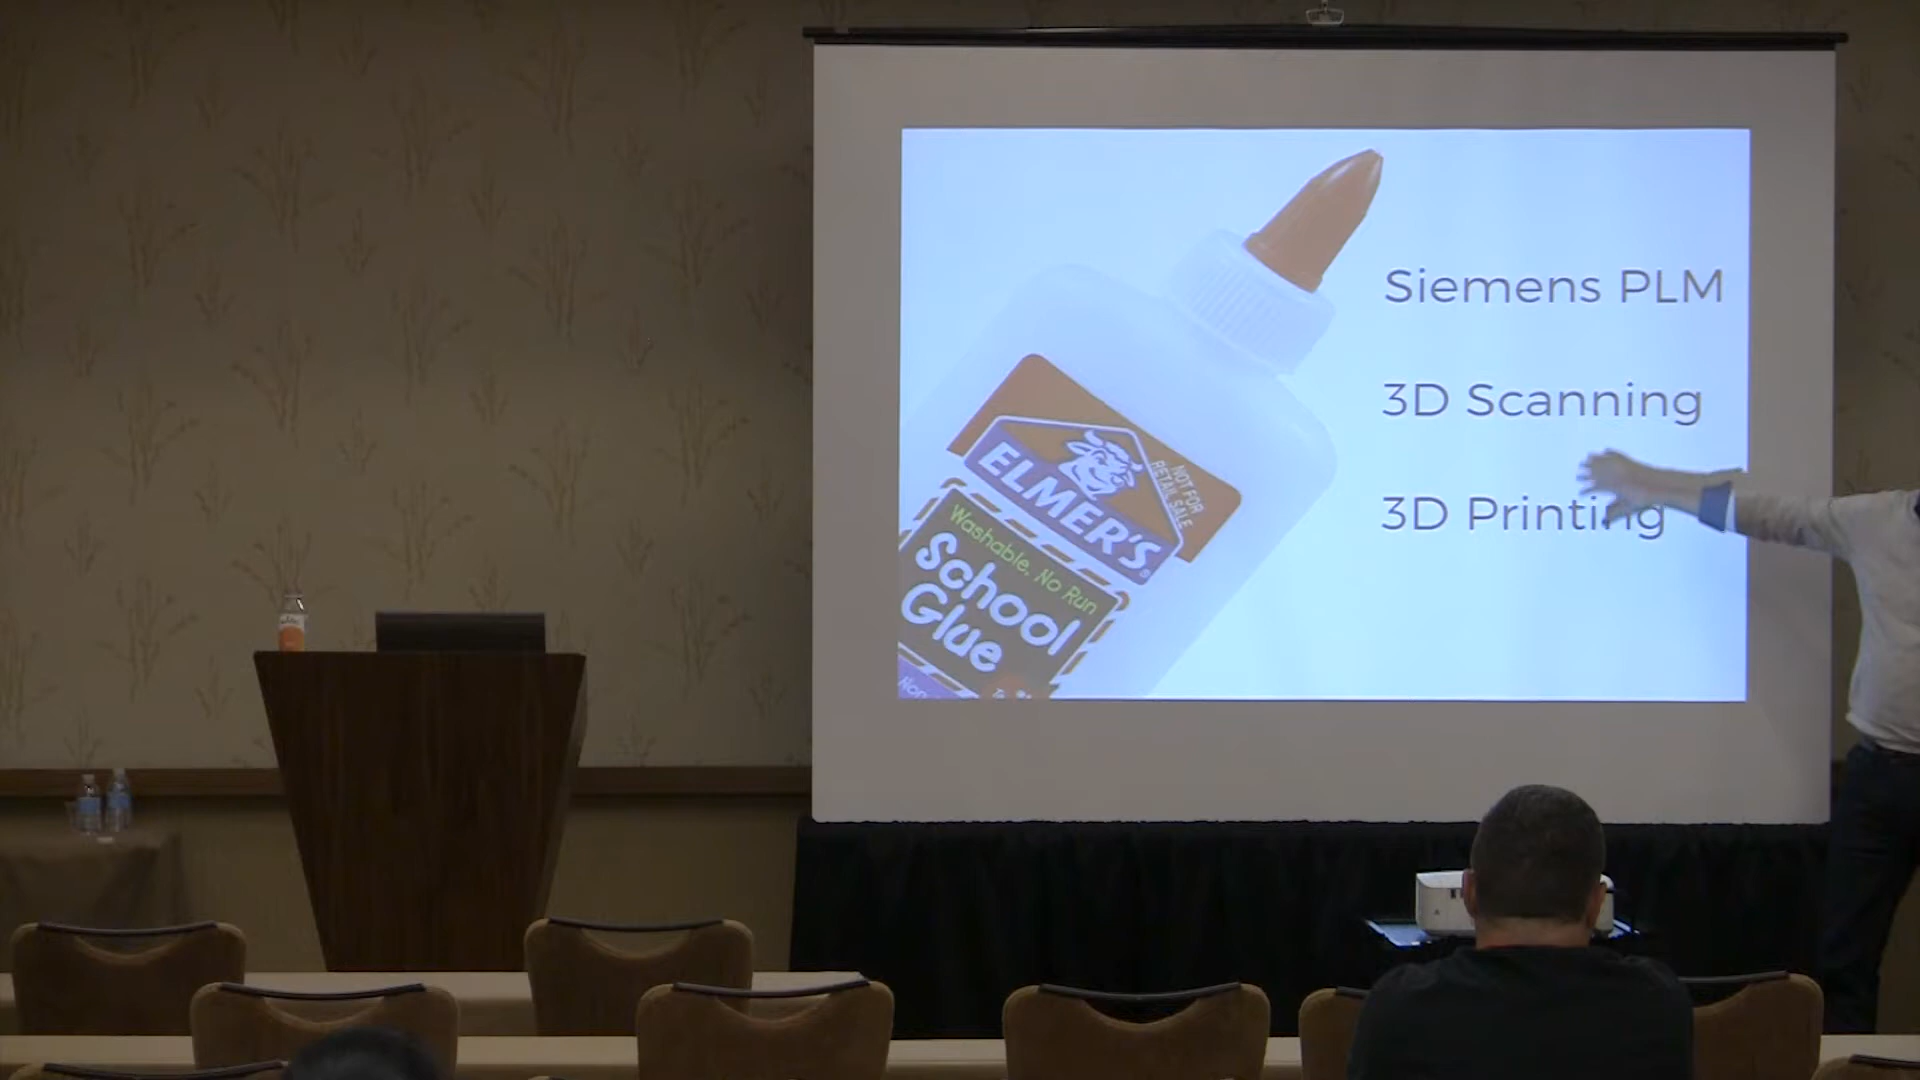 Siemens PLM
3D Scanning
3D Printing
NOT FOR
RETAIL SALE
ELMER'S
Washable, No Run
School
Glue